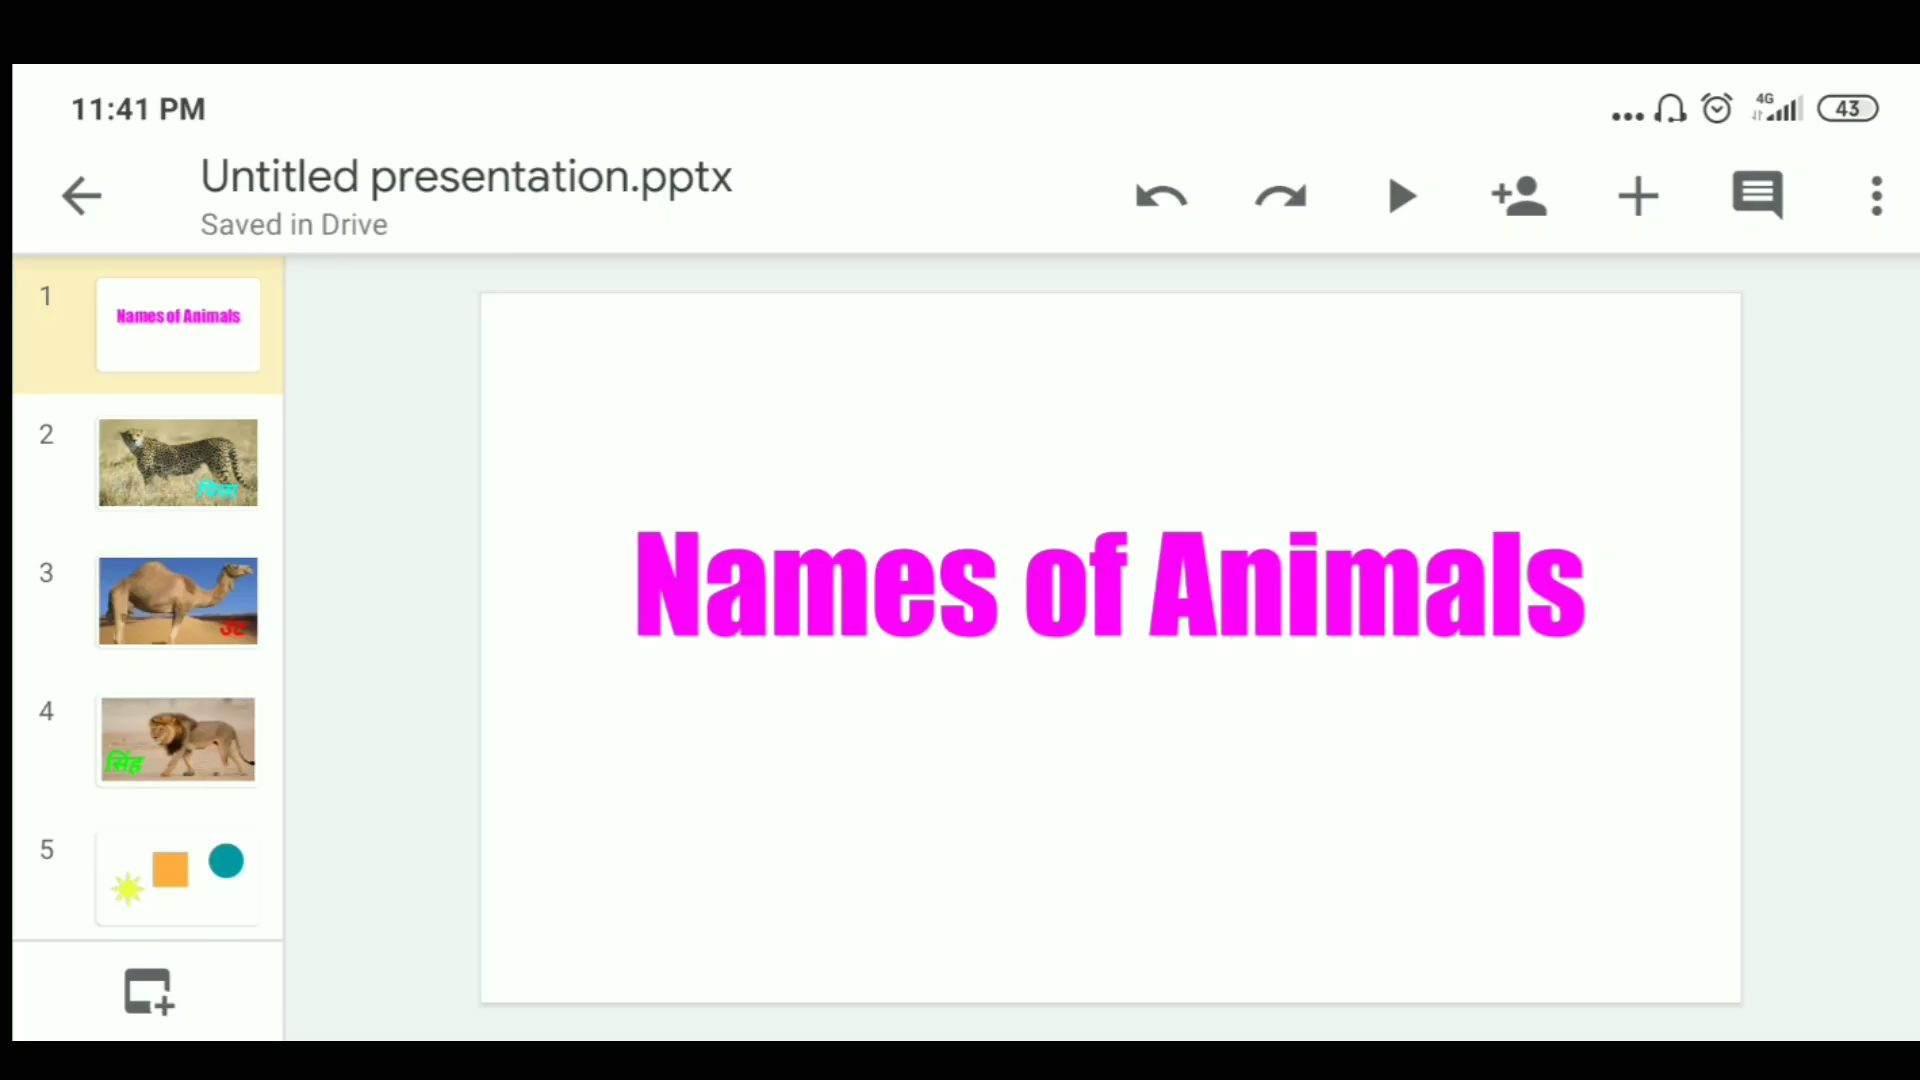 11:41 PM
4G
43
Untitled presentation.pptx
Saved in Drive
1
Names of Animals
2
चित्ता
3
उंट
4
सिंह
5
Names of Animals